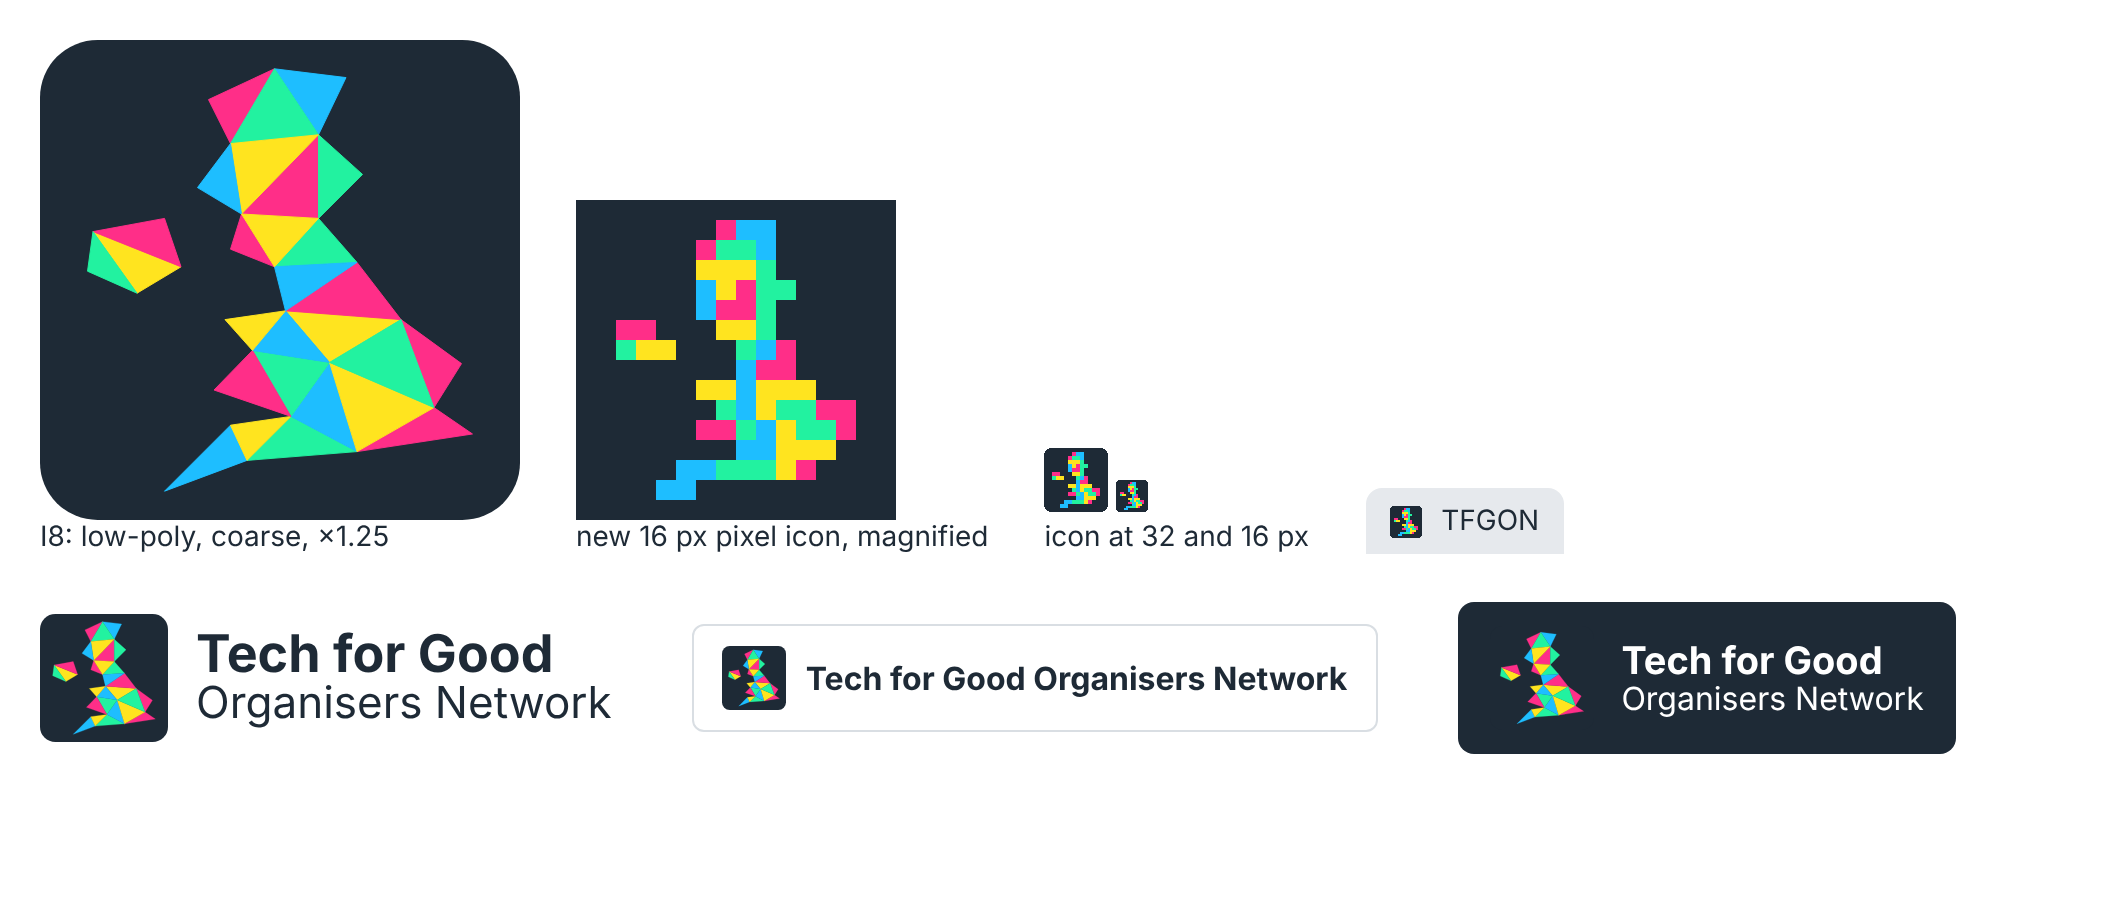 I8: low-poly, coarse, ×1.25
new 16 px pixel icon, magnified
icon at 32 and 16 px
TFGON
Tech for Good
Organisers Network
Tech for Good Organisers Network
Tech for Good
Organisers Network